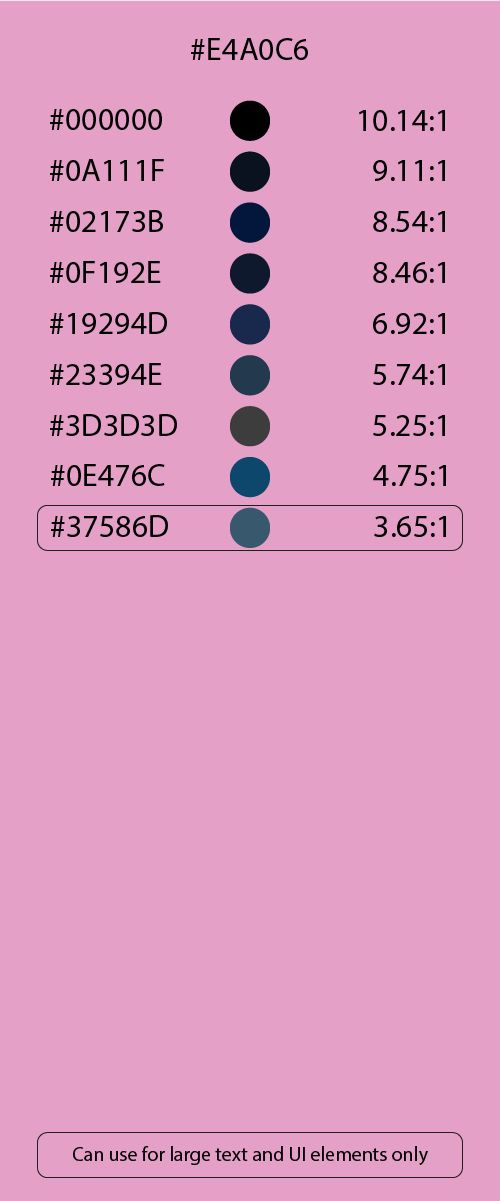 #E4A0C6
#000000 10.14:1
#0A111F 9.11:1
#02173B 8.54:1
#0F192E 8.46:1
#19294D 6.92:1
#23394E 5.74:1
#3D3D3D 5.25:1
#0E476C 4.75:1
#37586D 3.65:1
Can use for large text and UI elements only